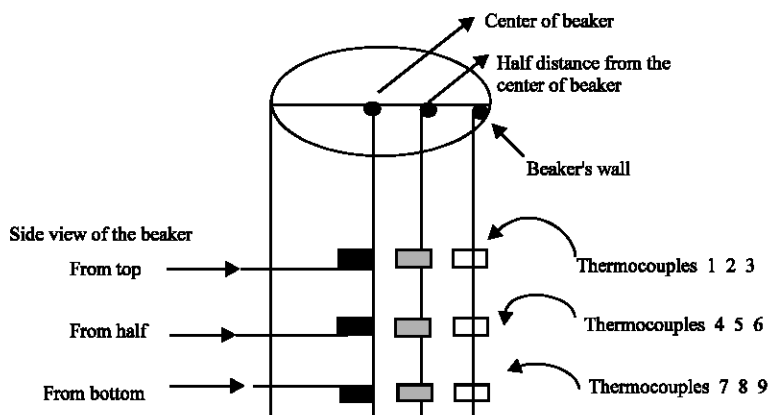 Center of beaker
Half distance from the
center of beaker
Beaker's wall
Side view of the beaker
From top
Thermocouples 1 2 3
From half
Thermocouples 4 5 6
From bottom
Thermocouples 7 8 9